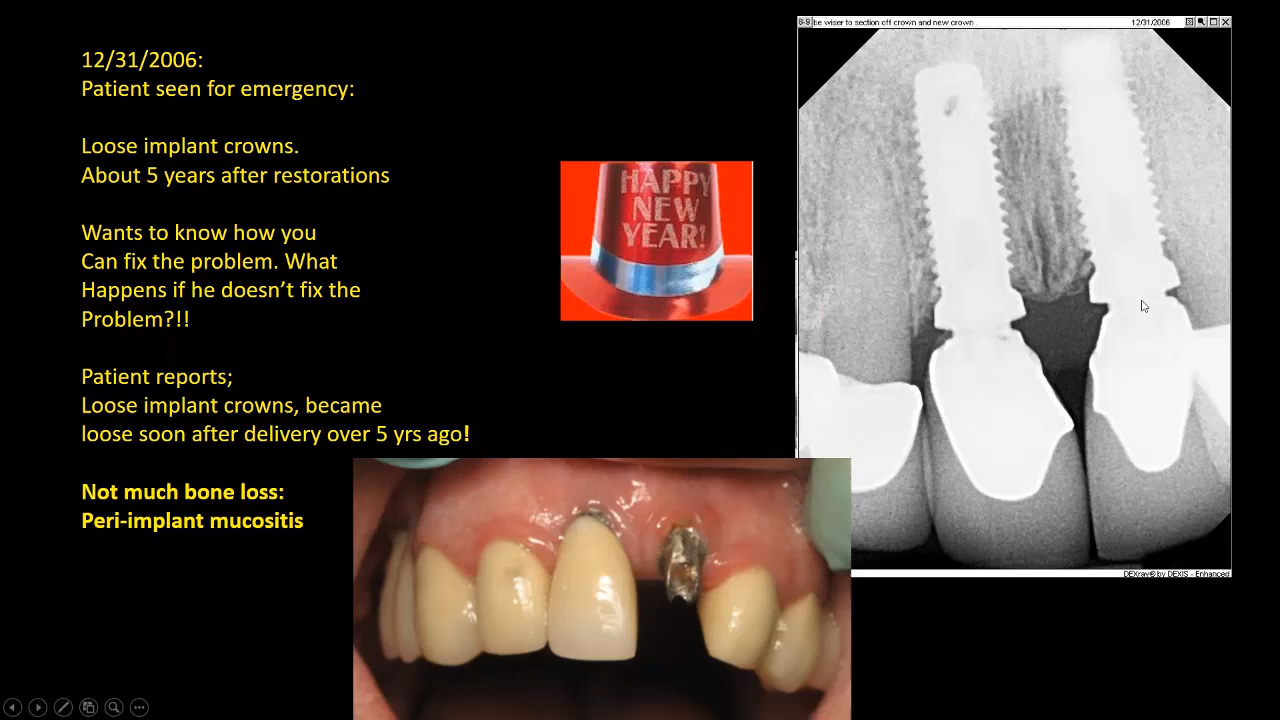 12/31/2006:
Patient seen for emergency:
Loose implant crowns.
About 5 years after restorations
Wants to know how you
Can fix the problem. What
Happens if he doesn’t fix the
Problem?!!
Patient reports;
Loose implant crowns, became
loose soon after delivery over 5 yrs ago!
Not much bone loss:
Peri-implant mucositis
HAPPY
NEW
YEAR!
8-9 be wiser to section off crown and new crown . 12/31/2006
DEXray® by DEXIS - Enhanced